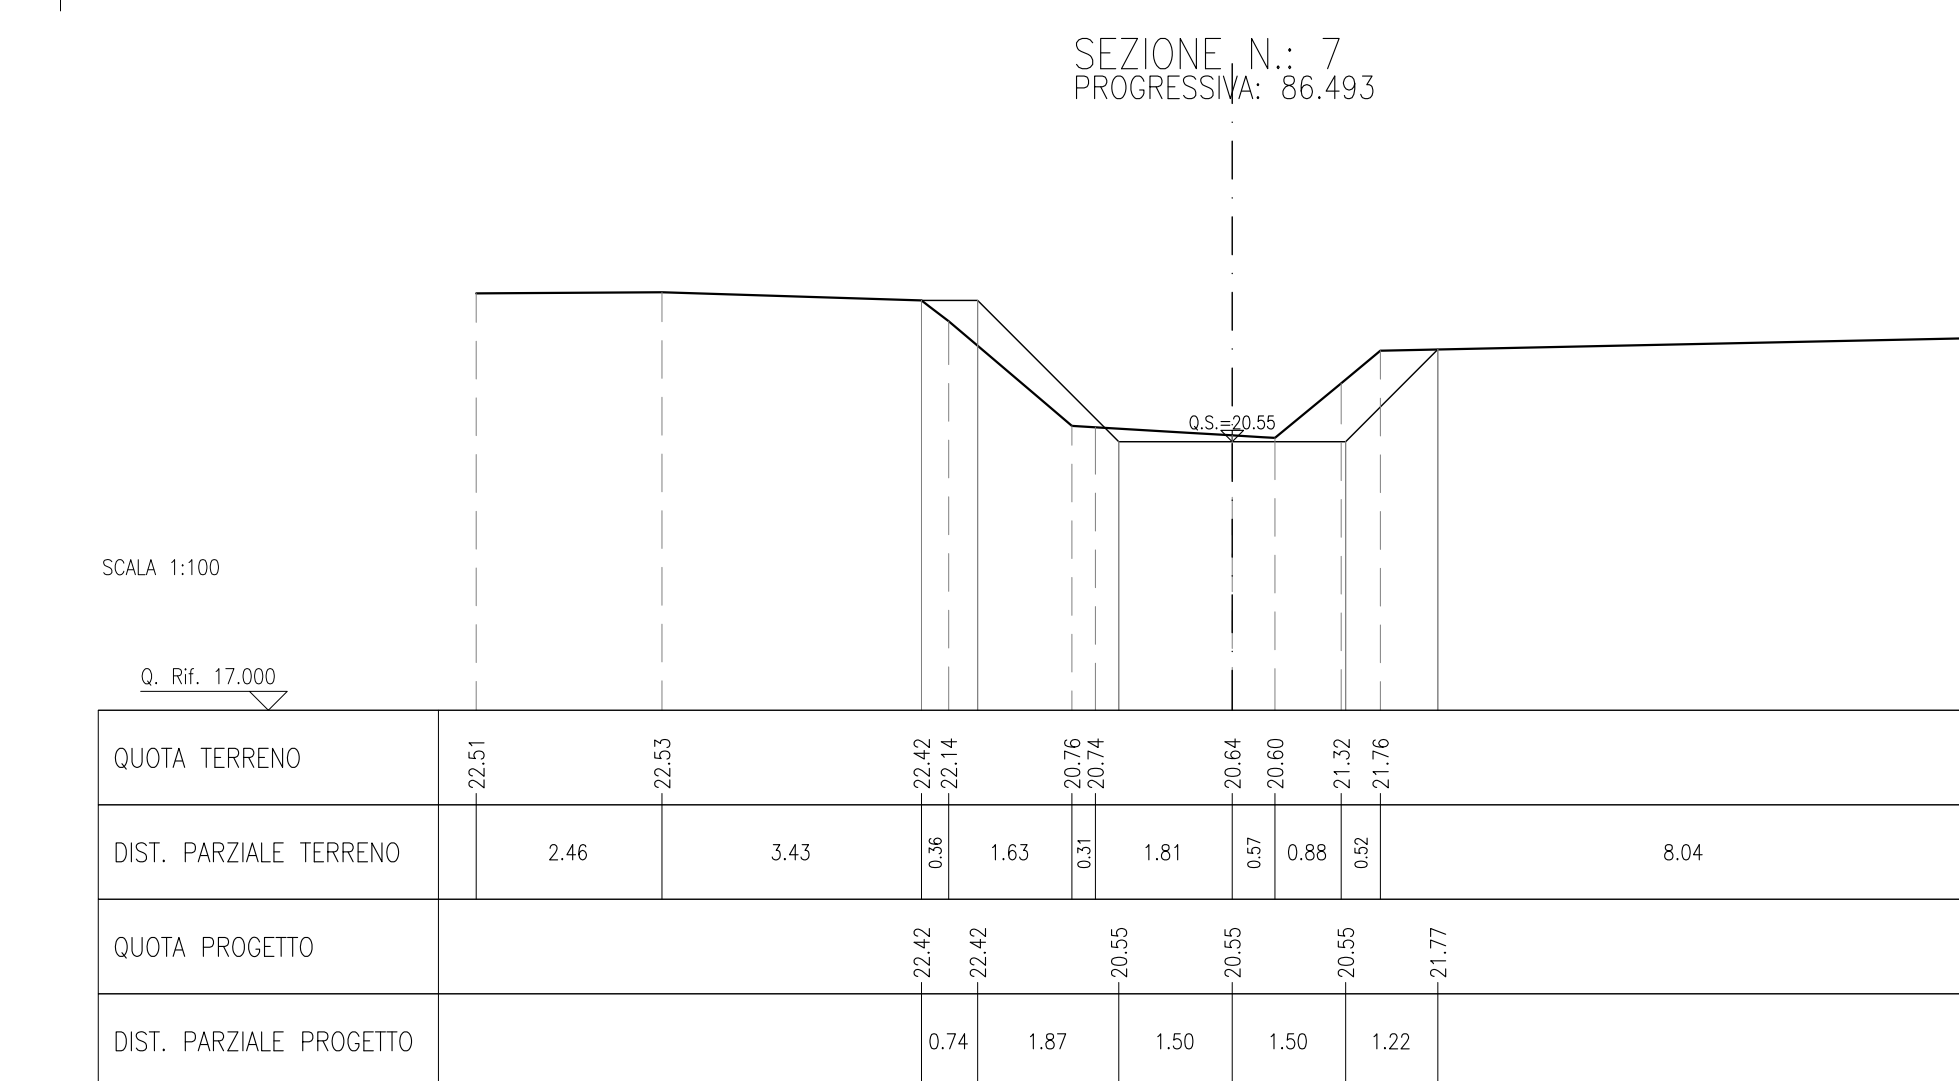 SEZIONE N.: 7
PROGRESSIVA: 86.493
Q.S.=20.55
SCALA 1:100
Q. Rif. 17.000
QUOTA TERRENO 22.51 22.53 22.42 22.14 20.76 20.74 20.64 20.60 21.32 21.76
DIST. PARZIALE TERRENO 2.46 3.43 0.36 1.63 0.31 1.81 0.57 0.88 0.52 8.04
QUOTA PROGETTO 22.42 22.42 20.55 20.55 20.55 21.77
DIST. PARZIALE PROGETTO 0.74 1.87 1.50 1.50 1.22